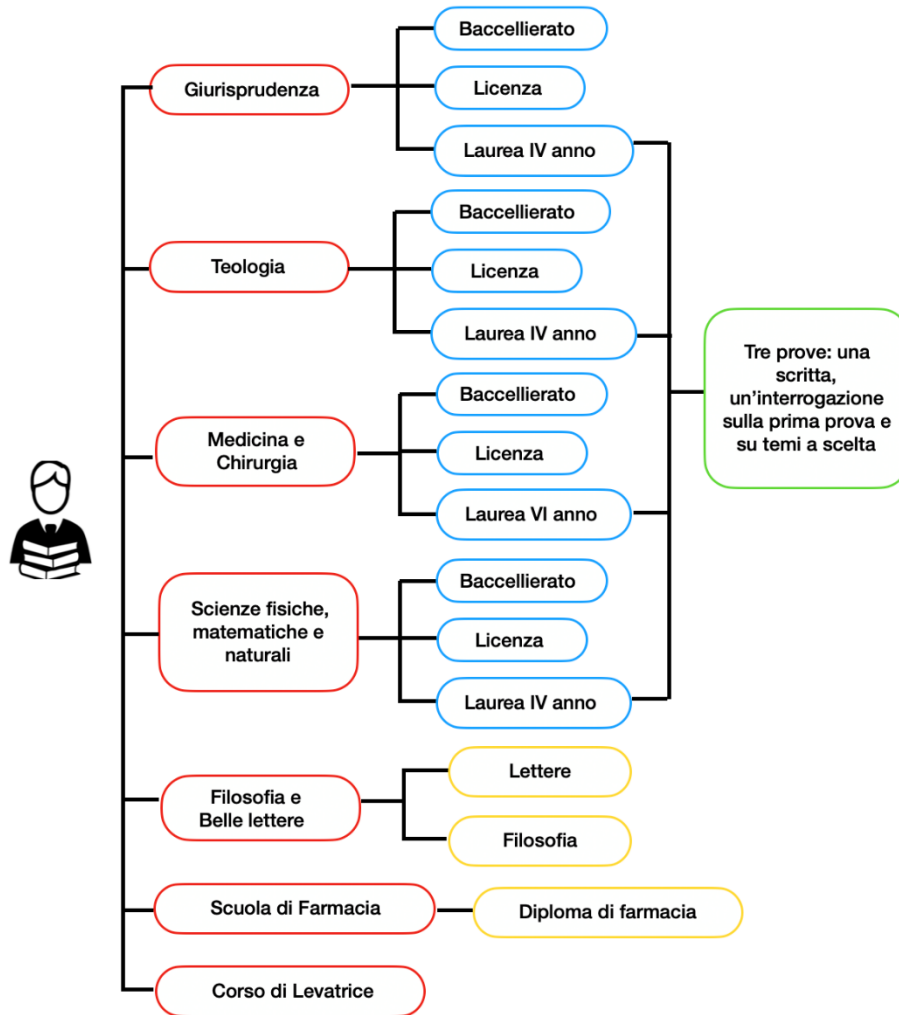 Giurisprudenza
Baccellierato
Licenza
Laurea IV anno
Teologia
Baccellierato
Licenza
Laurea IV anno
Medicina e
Chirurgia
Baccellierato
Licenza
Laurea VI anno
Scienze fisiche,
matematiche e
naturali
Baccellierato
Licenza
Laurea IV anno
Tre prove: una
scritta,
un’interrogazione
sulla prima prova e
su temi a scelta
Filosofia e
Belle lettere
Lettere
Filosofia
Scuola di Farmacia
Diploma di farmacia
Corso di Levatrice